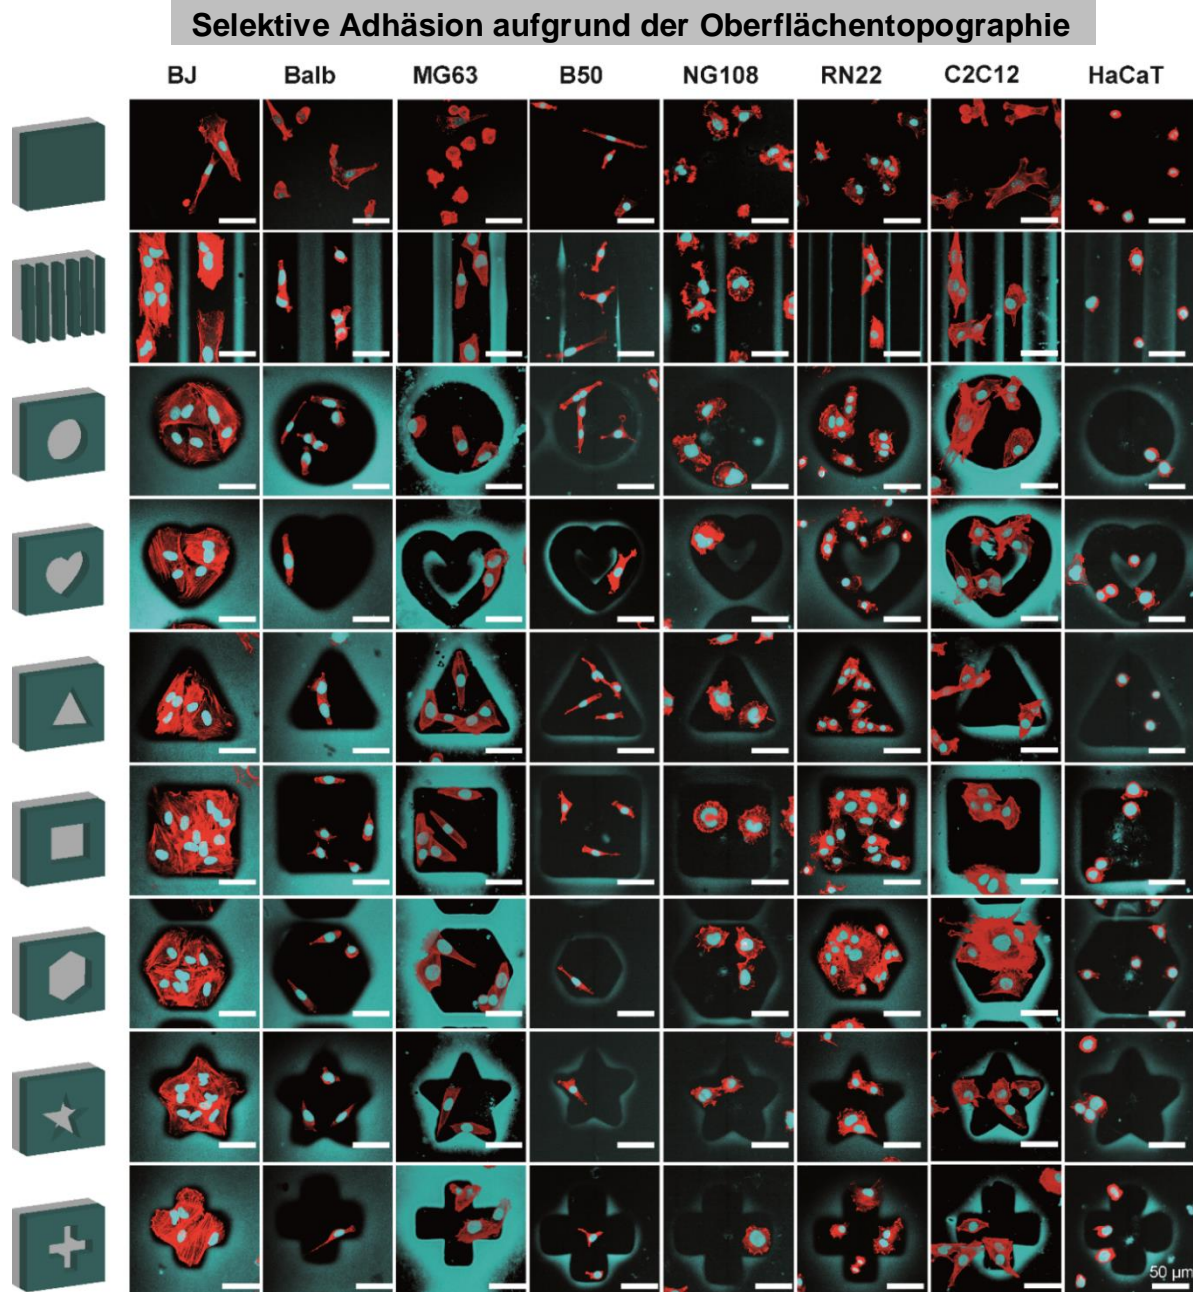 Selektive Adhäsion aufgrund der Oberflächentopographie
BJ Balb MG63 B50 NG108 RN22 C2C12 HaCaT
50 µm